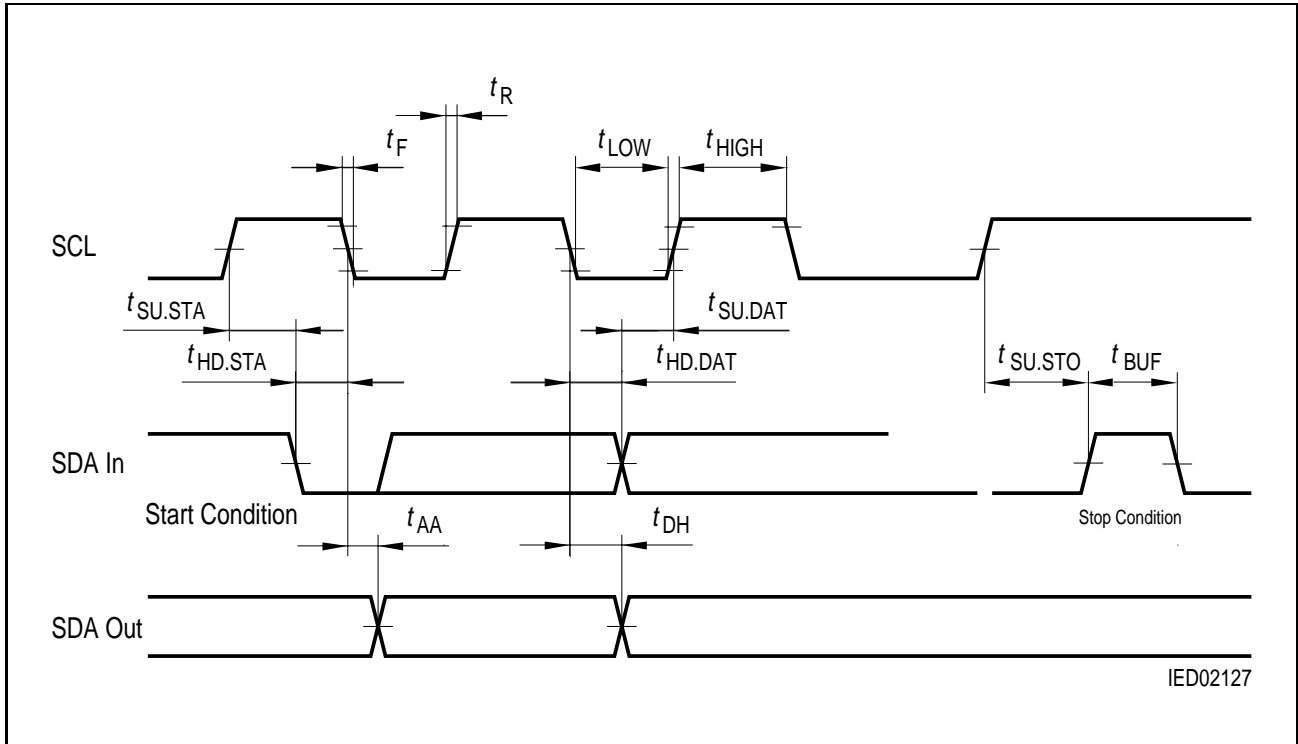 tR
tF
tLOW
tHIGH
SCL
tSU.STA
tSU.DAT
tHD.STA
tHD.DAT
tSU.STO
tBUF
SDA In
Start Condition
tAA
tDH
Stop Condition
SDA Out
IED02127